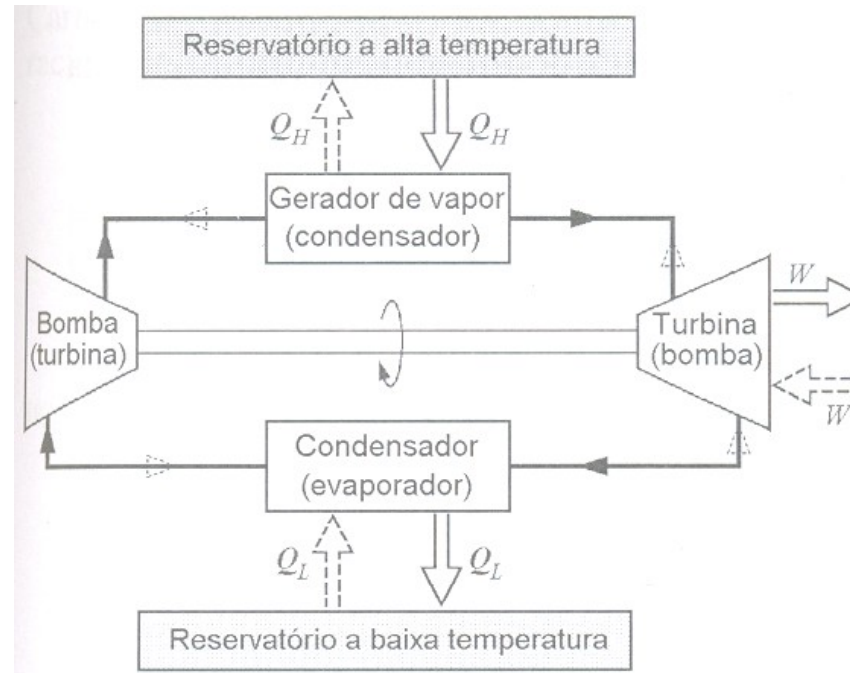 Reservatório a alta temperatura
Q_H
Q_H
Gerador de vapor
(condensador)
W
Bomba
(turbina)
Turbina
(bomba)
W
Condensador
(evaporador)
Q_L
Q_L
Reservatório a baixa temperatura